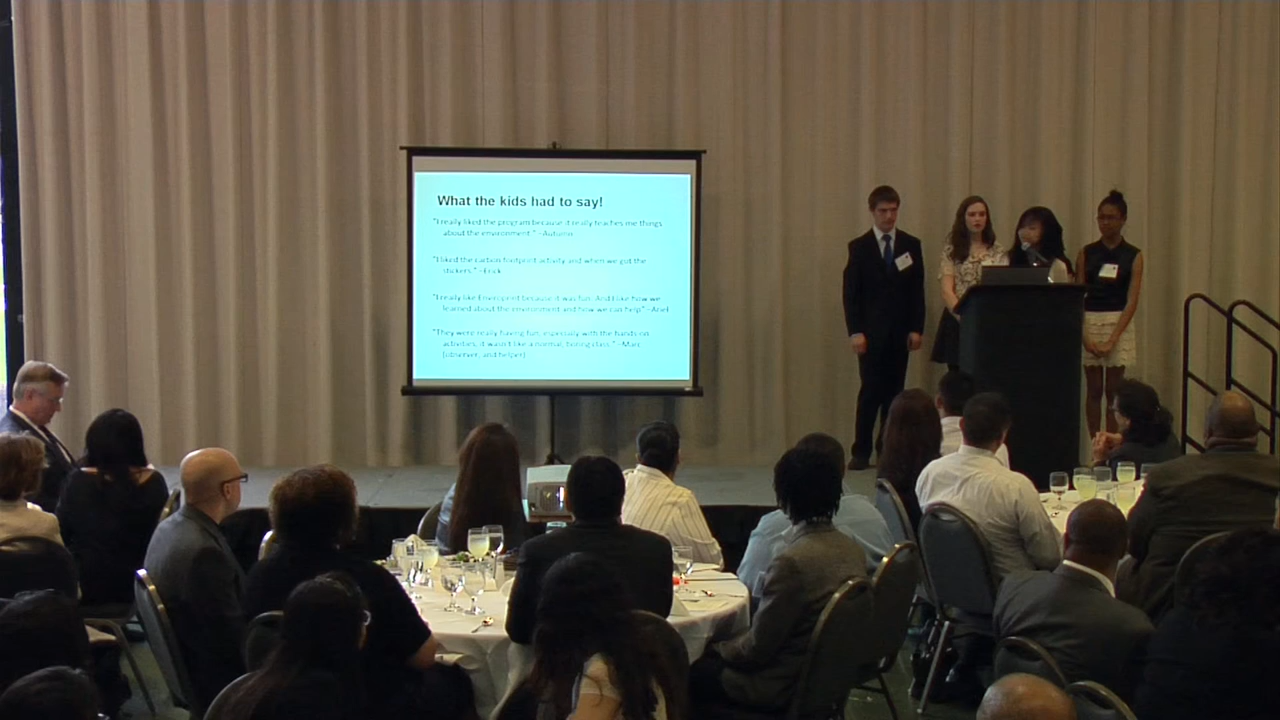 What the kids had to say!
"I really liked the program because it really teaches me things
about the environment." –Autumn
"I liked the carbon footprint activity and when we got the
stickers." –Erick
"I really like Enviroprint because it was fun. And I like how we
learned about the environment and how we can help" –Ariel
"They were really having fun, especially with the hands on
activities, it wasn't like a normal, boring class." –Marc
(observer, and helper)